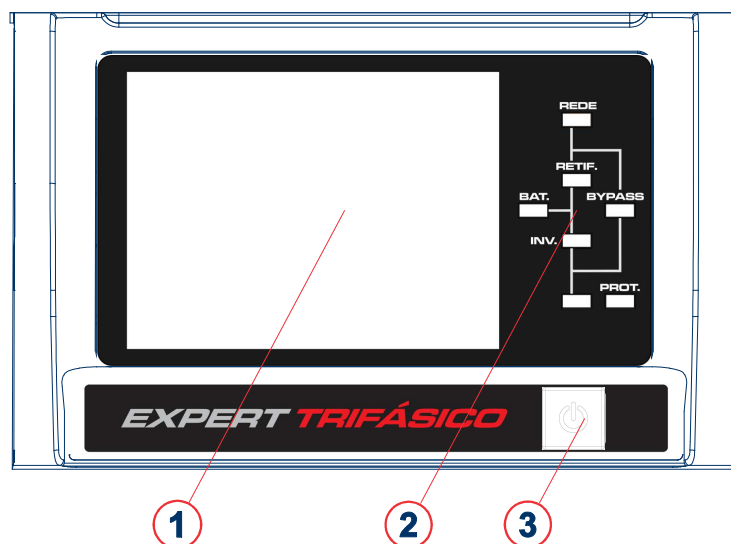 REDE
RETIF.
BAT. BYPASS
INV.
PROT.
EXPERT TRIFÁSICO
1 2 3